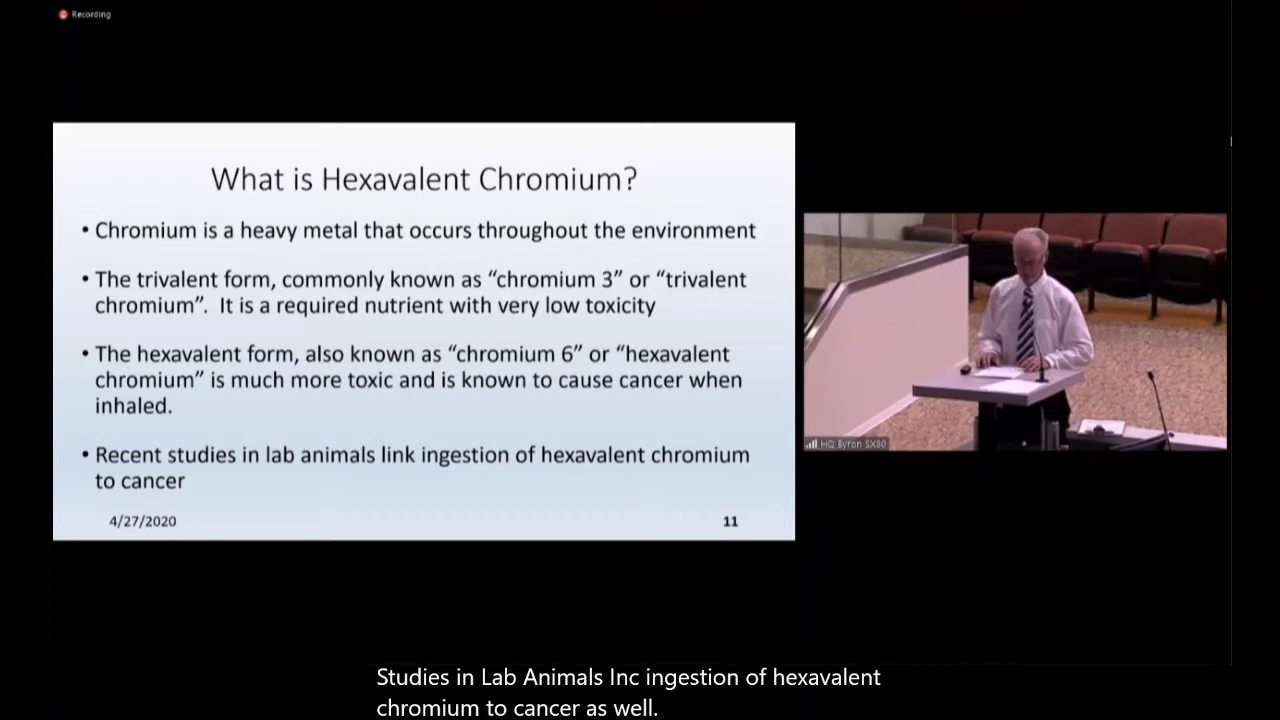 Recording
What is Hexavalent Chromium?
• Chromium is a heavy metal that occurs throughout the environment
• The trivalent form, commonly known as “chromium 3” or “trivalent
chromium”. It is a required nutrient with very low toxicity
• The hexavalent form, also known as “chromium 6” or “hexavalent
chromium” is much more toxic and is known to cause cancer when
inhaled.
• Recent studies in lab animals link ingestion of hexavalent chromium
to cancer
4/27/2020
11
HQ Byron SX80
Studies in Lab Animals Inc ingestion of hexavalent
chromium to cancer as well.